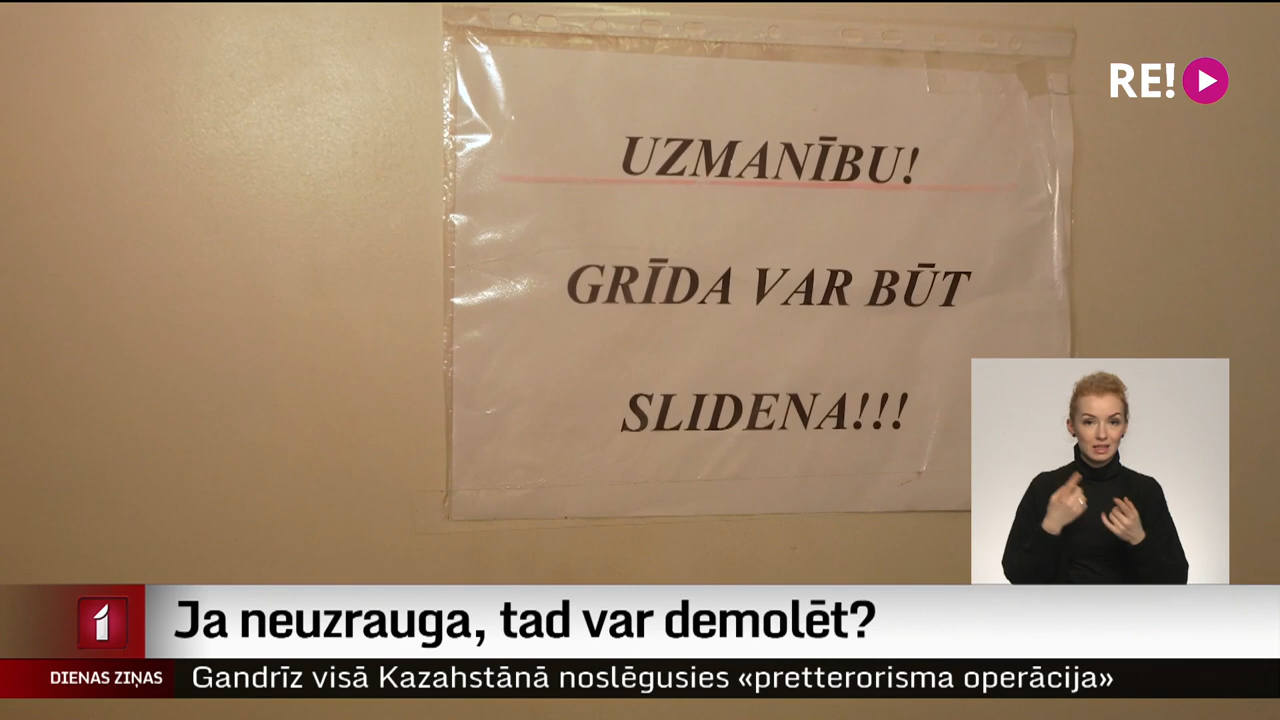 RE!
UZMANĪBU!
GRĪDA VAR BŪT
SLIDENA!!!
1
Ja neuzrauga, tad var demolēt?
DIENAS ZIŅAS
Gandrīz visā Kazahstānā noslēgusies «pretterorisma operācija»